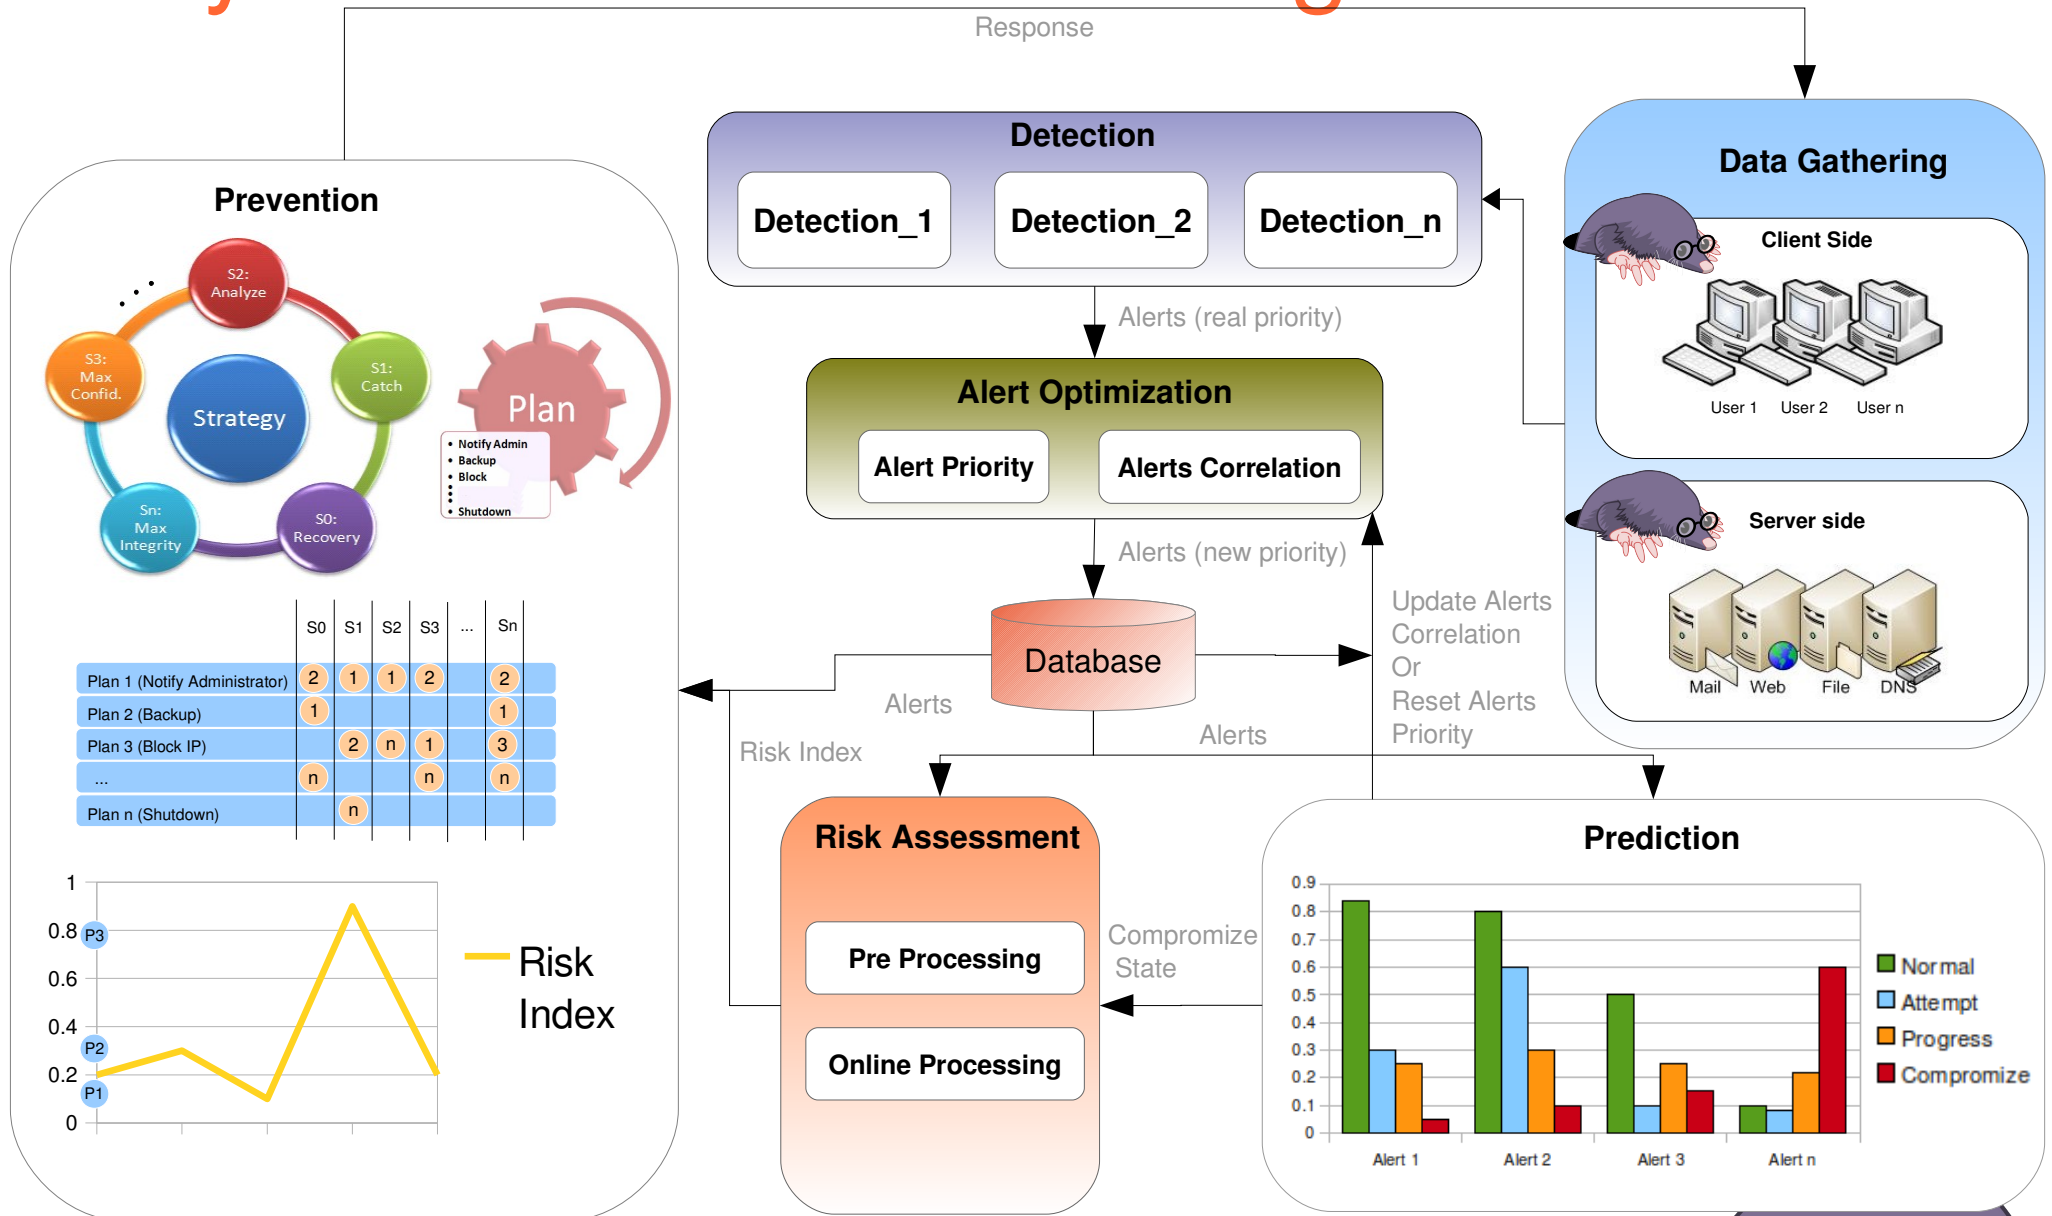 Response
Prevention
S2:
Analyze
S3:
Max
Confid.
S1:
Catch
Strategy
Sn:
Max
Integrity
S0:
Recovery
Plan
• Notify Admin
• Backup
• Block
• Shutdown
S0 S1 S2 S3 ... Sn
Plan 1 (Notify Administrator) 2 1 1 2 2
Plan 2 (Backup) 1 1
Plan 3 (Block IP) 2 n 1 3
... n n n
Plan n (Shutdown) n
1
0.8 P3
0.6
0.4
P2
0.2
P1
0
Risk
Index
Detection
Detection_1 Detection_2 Detection_n
Alerts (real priority)
Alert Optimization
Alert Priority Alerts Correlation
Alerts (new priority)
Database
Alerts
Risk Index
Alerts
Update Alerts
Correlation
Or
Reset Alerts
Priority
Risk Assessment
Pre Processing
Online Processing
Compromize
State
Data Gathering
Client Side
User 1 User 2 User n
Server side
Mail Web File DNS
Prediction
0.9
0.8
0.7
0.6
0.5
0.4
0.3
0.2
0.1
0
Alert 1 Alert 2 Alert 3 Alert n
Normal
Attempt
Progress
Compromize